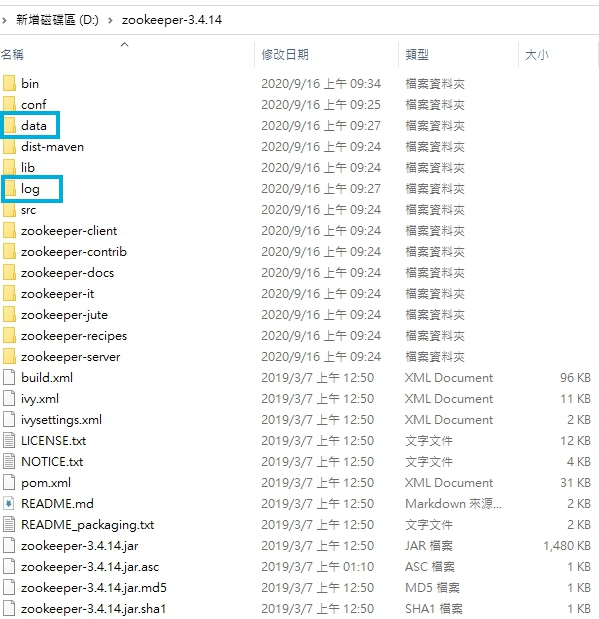 新增磁碟區 (D:) > zookeeper-3.4.14
名稱 修改日期 類型 大小
bin 2020/9/16 上午 09:34 檔案資料夾
conf 2020/9/16 上午 09:25 檔案資料夾
data 2020/9/16 上午 09:27 檔案資料夾
dist-maven 2020/9/16 上午 09:24 檔案資料夾
lib 2020/9/16 上午 09:24 檔案資料夾
log 2020/9/16 上午 09:27 檔案資料夾
src 2020/9/16 上午 09:24 檔案資料夾
zookeeper-client 2020/9/16 上午 09:24 檔案資料夾
zookeeper-contrib 2020/9/16 上午 09:24 檔案資料夾
zookeeper-docs 2020/9/16 上午 09:24 檔案資料夾
zookeeper-it 2020/9/16 上午 09:24 檔案資料夾
zookeeper-jute 2020/9/16 上午 09:24 檔案資料夾
zookeeper-recipes 2020/9/16 上午 09:24 檔案資料夾
zookeeper-server 2020/9/16 上午 09:24 檔案資料夾
build.xml 2019/3/7 上午 12:50 XML Document 96 KB
ivy.xml 2019/3/7 上午 12:50 XML Document 11 KB
ivysettings.xml 2019/3/7 上午 12:50 XML Document 2 KB
LICENSE.txt 2019/3/7 上午 12:50 文字文件 12 KB
NOTICE.txt 2019/3/7 上午 12:50 文字文件 4 KB
pom.xml 2019/3/7 上午 12:50 XML Document 31 KB
README.md 2019/3/7 上午 12:50 Markdown 來源... 2 KB
README_packaging.txt 2019/3/7 上午 12:50 文字文件 2 KB
zookeeper-3.4.14.jar 2019/3/7 上午 12:50 JAR 檔案 1,480 KB
zookeeper-3.4.14.jar.asc 2019/3/7 上午 01:10 ASC 檔案 1 KB
zookeeper-3.4.14.jar.md5 2019/3/7 上午 12:50 MD5 檔案 1 KB
zookeeper-3.4.14.jar.sha1 2019/3/7 上午 12:50 SHA1 檔案 1 KB